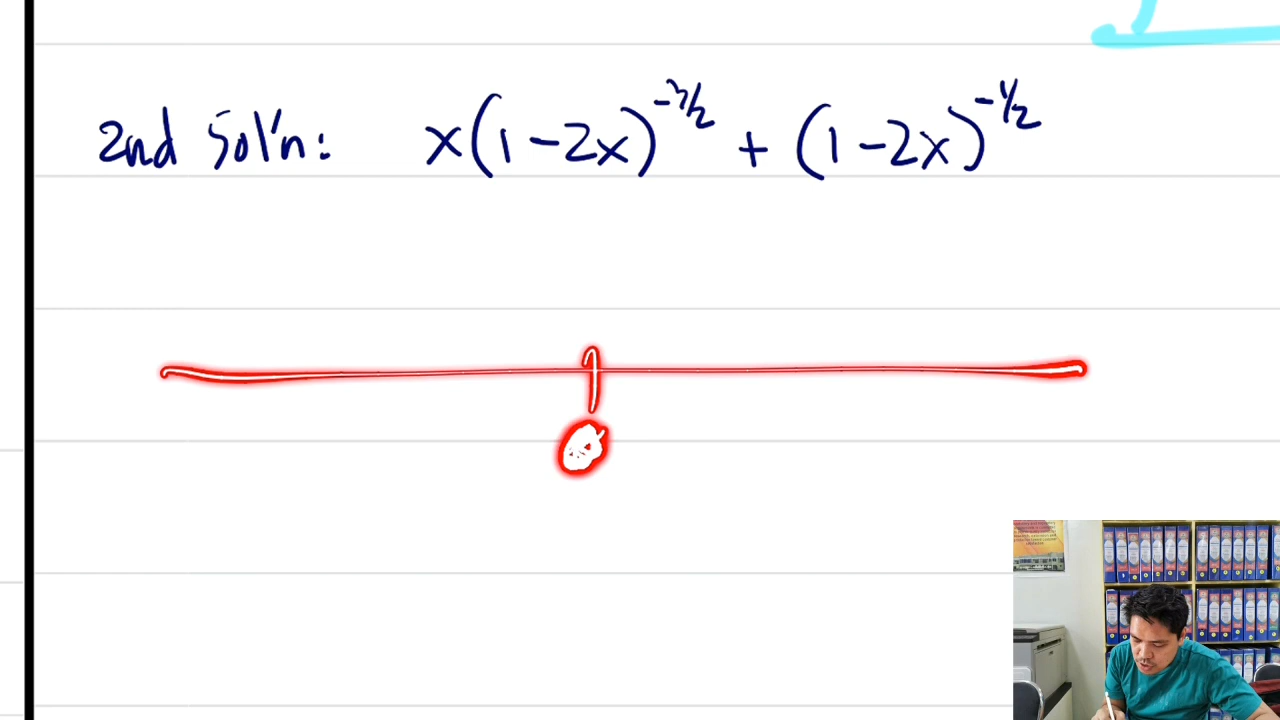 2nd Sol'n: x(1-2x)^{-3/2} + (1-2x)^{-1/2}
0